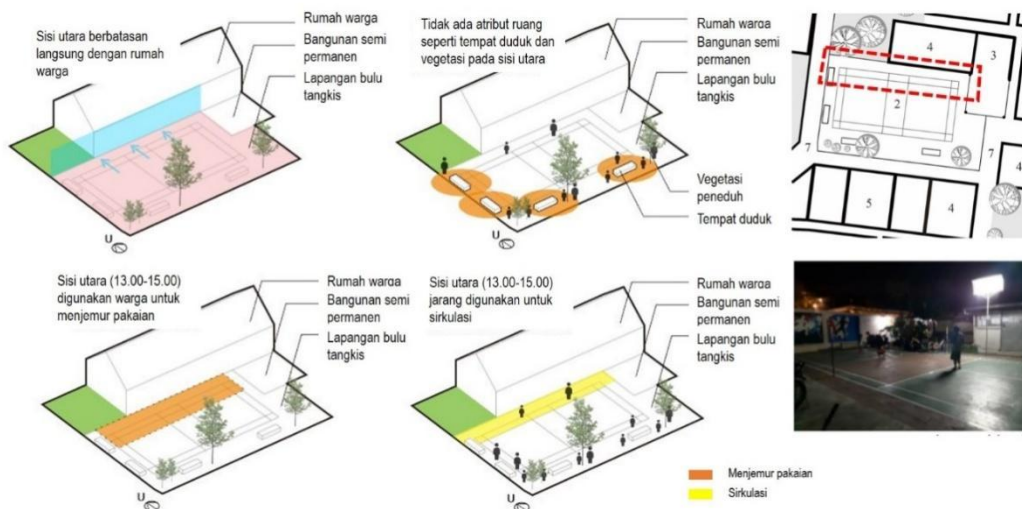 Sisi utara berbatasan
langsung dengan rumah
warga
Rumah warga
Bangunan semi
permanen
Lapangan bulu
tangkis
U
Tidak ada atribut ruang
seperti tempat duduk dan
vegetasi pada sisi utara
Rumah warga
Bangunan semi
permanen
Lapangan bulu
tangkis
Vegetasi
peneduh
Tempat duduk
U
4
3
2
7
7
5
4
4
Sisi utara (13.00-15.00)
digunakan warga untuk
menjemur pakaian
Rumah warga
Bangunan semi
permanen
Lapangan bulu
tangkis
U
Sisi utara (13.00-15.00)
jarang digunakan untuk
sirkulasi
Rumah warga
Bangunan semi
permanen
Lapangan bulu
tangkis
U
Menjemur pakaian
Sirkulasi